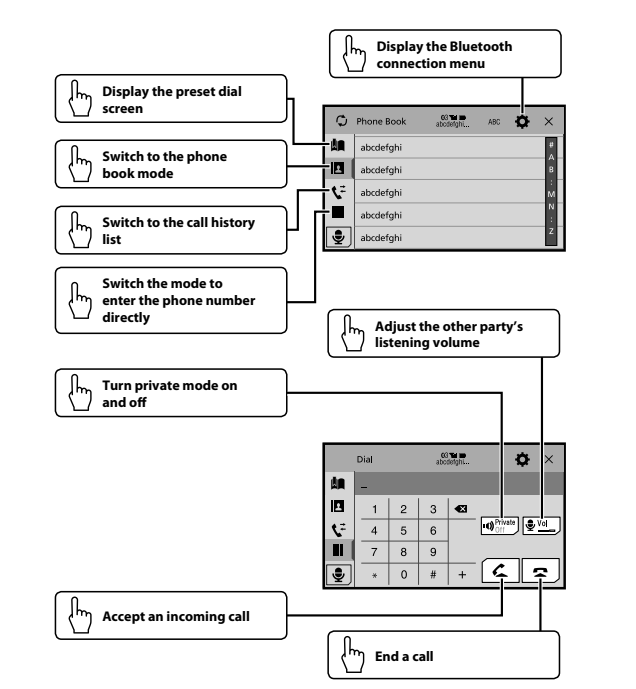 Display the Bluetooth
connection menu
Display the preset dial
screen
Phone Book
abcdefghi...
ABC
abcdefghi
abcdefghi
abcdefghi
abcdefghi
abcdefghi
#
A
B
:
M
N
:
Z
Switch to the phone
book mode
Switch to the call history
list
Switch the mode to
enter the phone number
directly
Adjust the other party’s
listening volume
Turn private mode on
and off
Dial
abcdefghi...
_
1 2 3
4 5 6
7 8 9
* 0 # +
Private
Off
Vol
Accept an incoming call
End a call